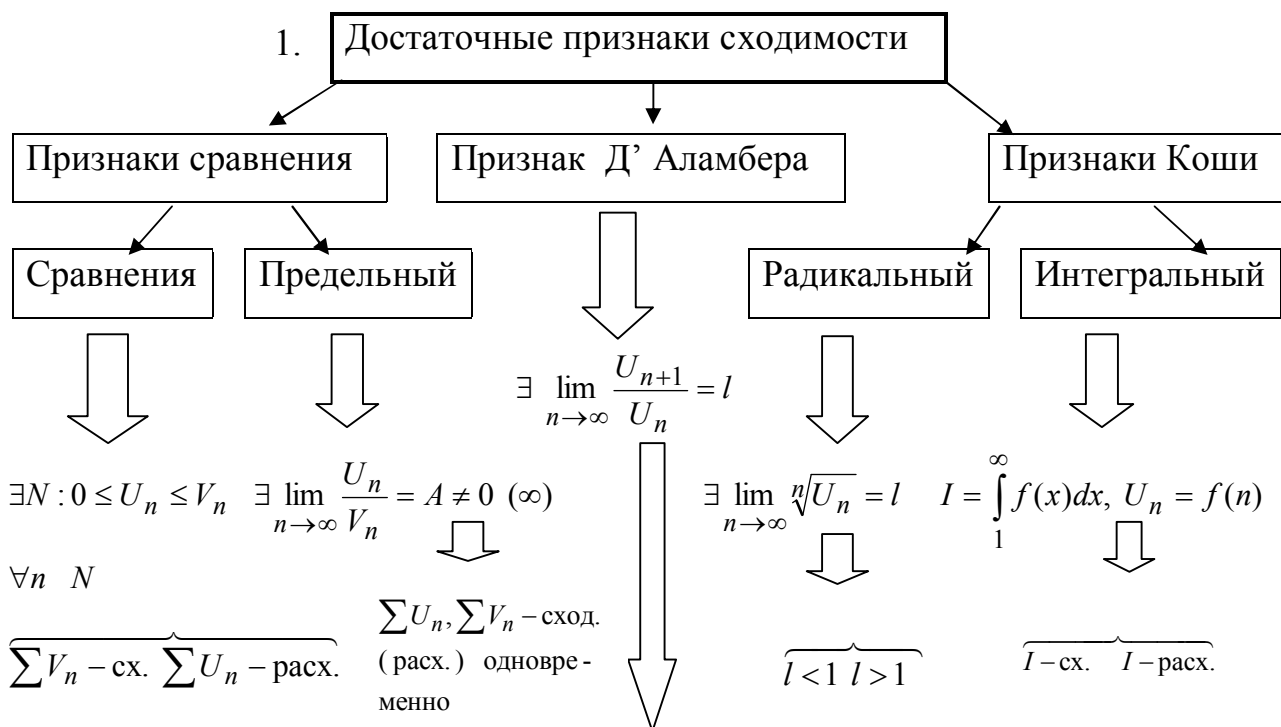 1. Достаточные признаки сходимости
Признаки сравнения
Признак Д’ Аламбера
Признаки Коши
Сравнения
Предельный
Радикальный
Интегральный
∃ lim_{n→∞} U_{n+1}/U_n = l
∃N : 0 ≤ U_n ≤ V_n
∀n N
∃ lim_{n→∞} U_n/V_n = A ≠ 0 (∞)
∃ lim_{n→∞} ⁿ√U_n = l
I = ∫_1^∞ f(x)dx, U_n = f(n)
∑V_n – сх. ∑U_n – расх.
∑U_n, ∑V_n – сход.
( расх.) одновре -
менно
l < 1 l > 1
I – сх. I – расх.